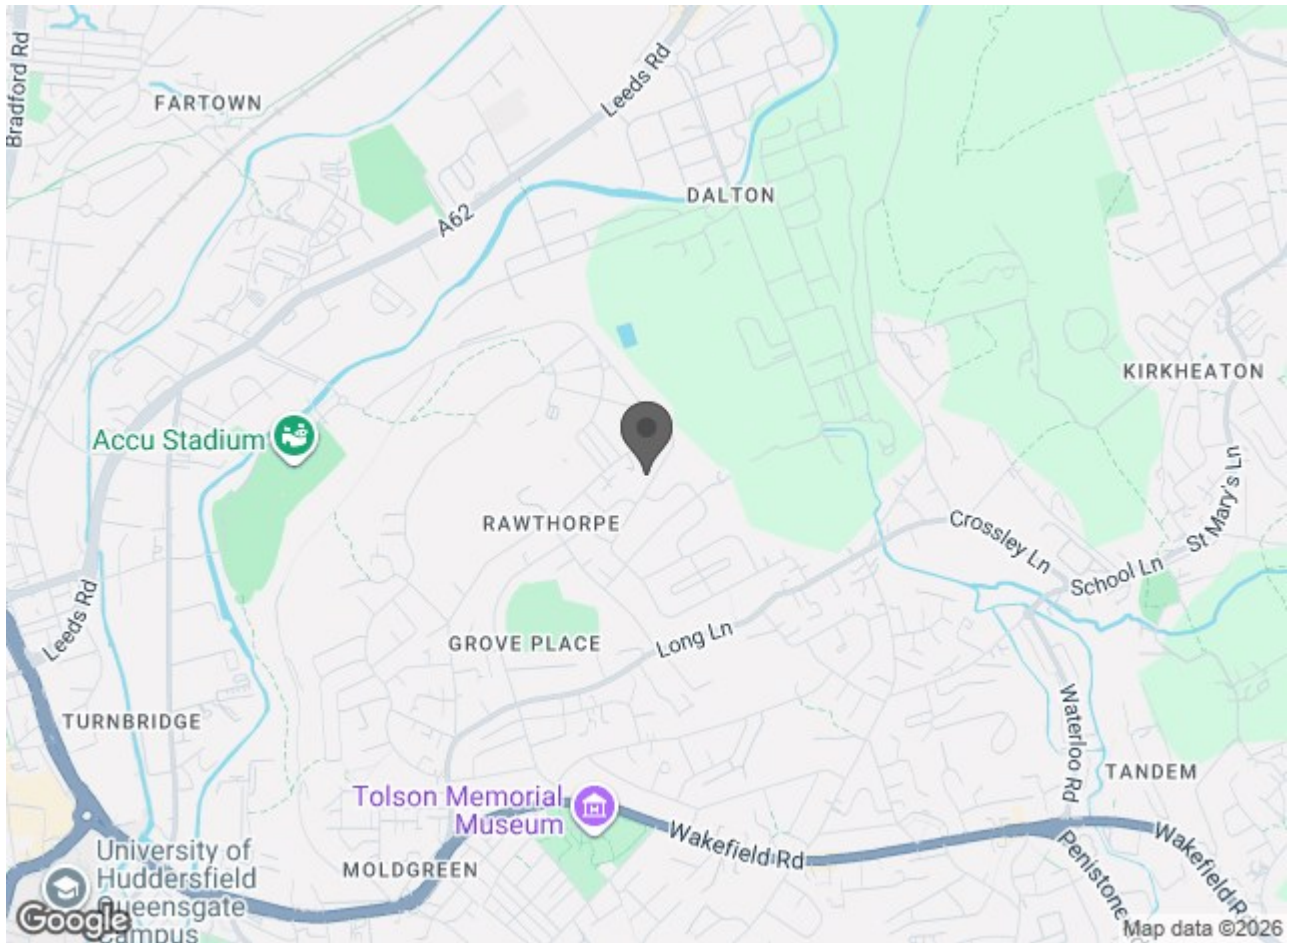 Bradford Rd
FARTOWN
Leeds Rd
A62
DALTON
KIRKHEATON
Accu Stadium
RAWTHORPE
Crossley Ln
St Mary's Ln
School Ln
Leeds Rd
GROVE PLACE
Long Ln
TURNBRIDGE
Waterloo Rd
TANDEM
Tolson Memorial
Museum
Wakefield Rd
Wakefield R
MOLDGREEN
Penistone
University of
Huddersfield
Queensgate
Campus
Google
Map data ©2026